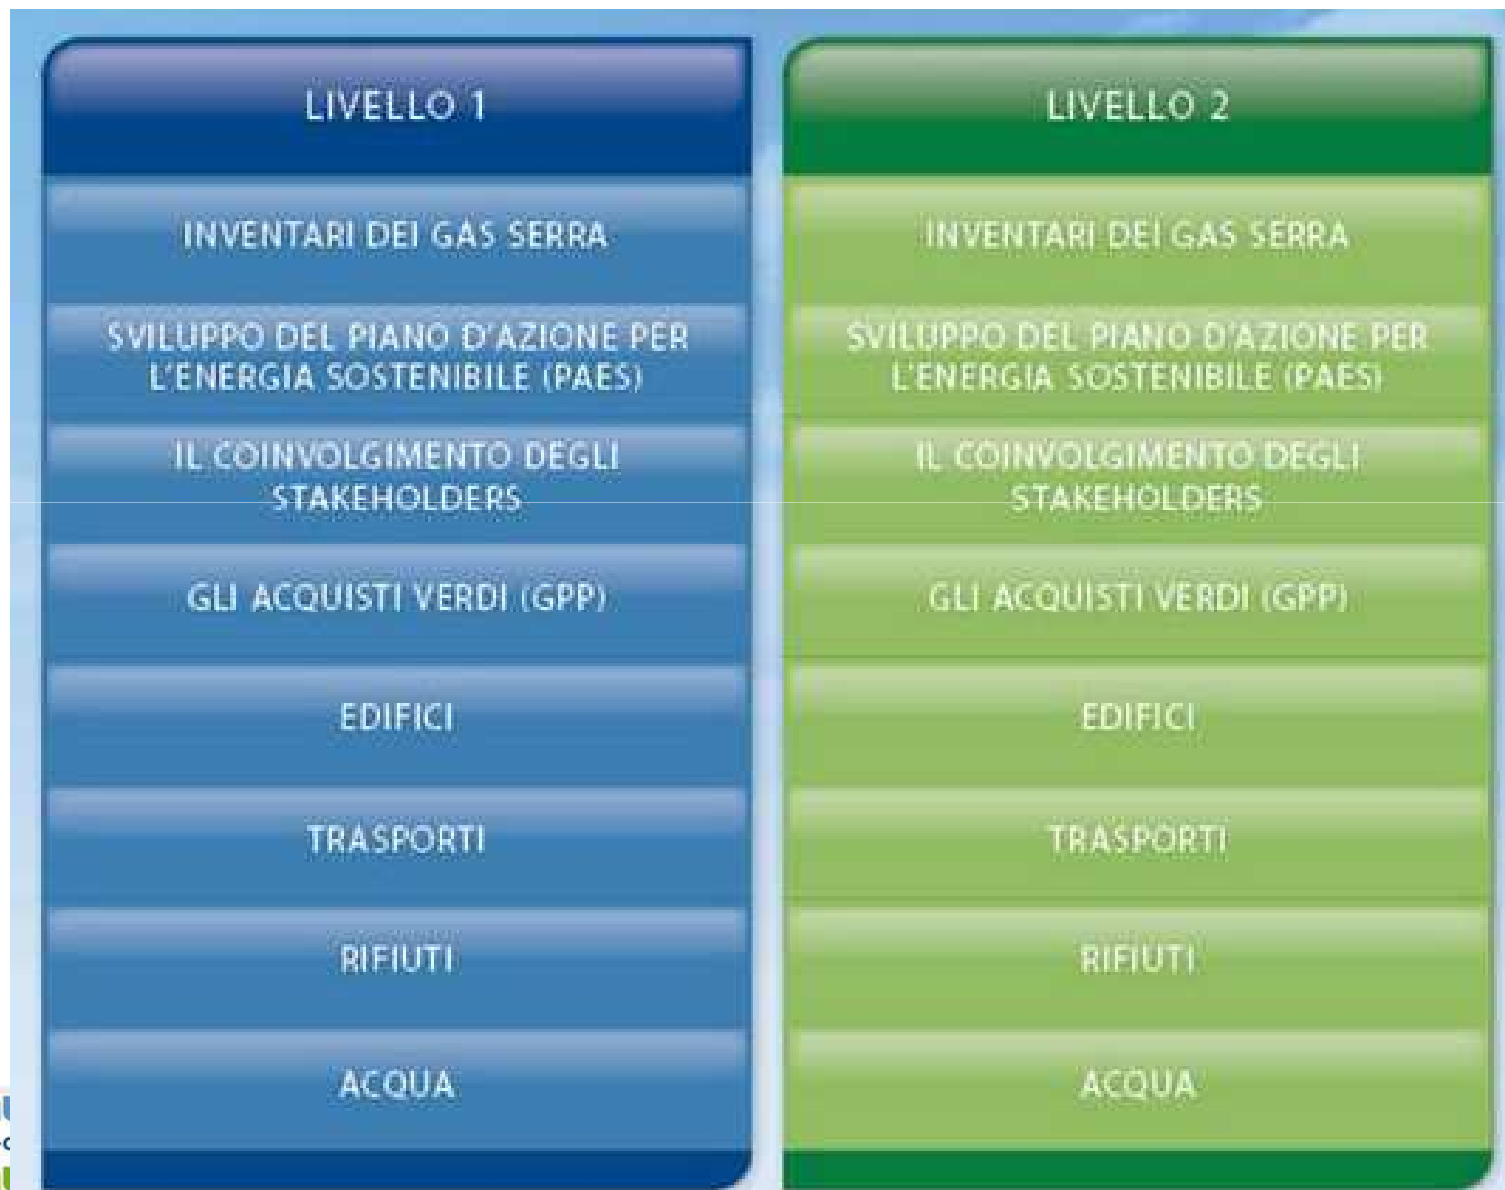 LIVELLO 1
INVENTARI DEI GAS SERRA
SVILUPPO DEL PIANO D'AZIONE PER
L'ENERGIA SOSTENIBILE (PAES)
IL COINVOLGIMENTO DEGLI
STAKEHOLDERS
GLI ACQUISTI VERDI (GPP)
EDIFICI
TRASPORTI
RIFIUTI
ACQUA
LIVELLO 2
INVENTARI DEI GAS SERRA
SVILUPPO DEL PIANO D'AZIONE PER
L'ENERGIA SOSTENIBILE (PAES)
IL COINVOLGIMENTO DEGLI
STAKEHOLDERS
GLI ACQUISTI VERDI (GPP)
EDIFICI
TRASPORTI
RIFIUTI
ACQUA